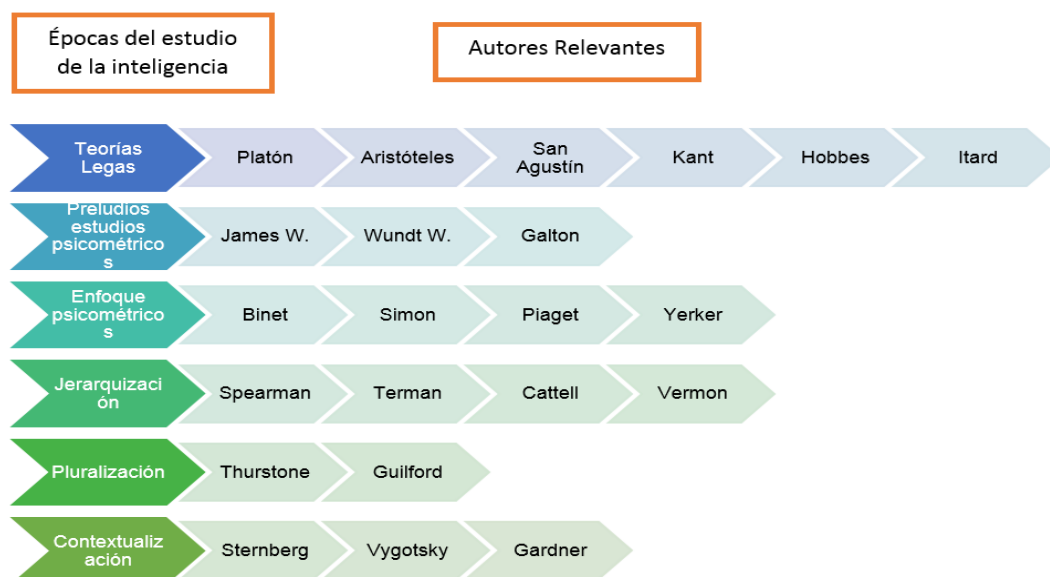 Épocas del estudio
de la inteligencia
Autores Relevantes
Teorías
Legas
Platón
Aristóteles
San
Agustín
Kant
Hobbes
Itard
Preludios
estudios
psicométrico
s
James W.
Wundt W.
Galton
Enfoque
psicométrico
s
Binet
Simon
Piaget
Yerker
Jerarquizaci
ón
Spearman
Terman
Cattell
Vermon
Pluralización
Thurstone
Guilford
Contextualiz
ación
Sternberg
Vygotsky
Gardner